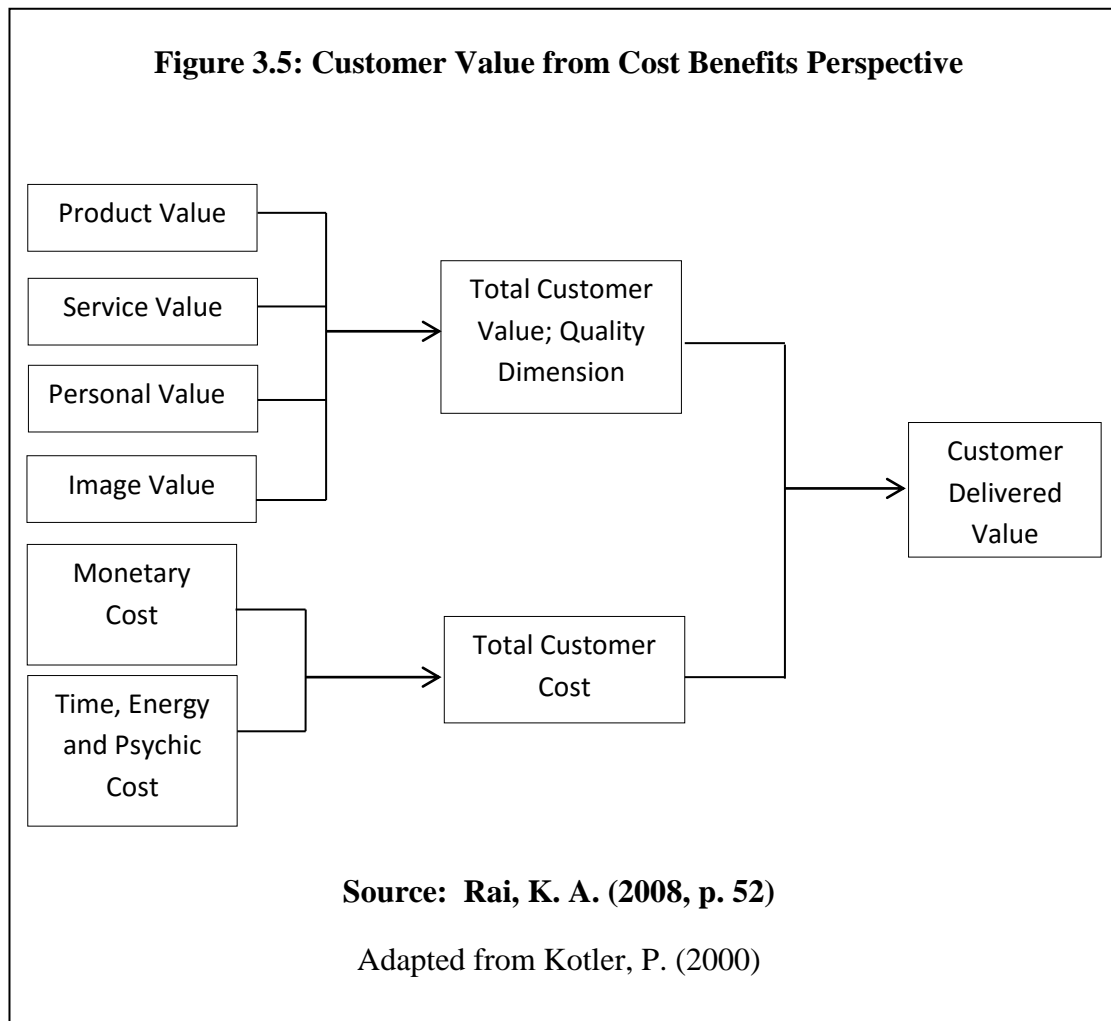 Figure 3.5: Customer Value from Cost Benefits Perspective
Product Value
Service Value
Personal Value
Image Value
Monetary
Cost
Time, Energy
and Psychic
Cost
Total Customer
Value; Quality
Dimension
Total Customer
Cost
Customer
Delivered
Value
Source: Rai, K. A. (2008, p. 52)
Adapted from Kotler, P. (2000)